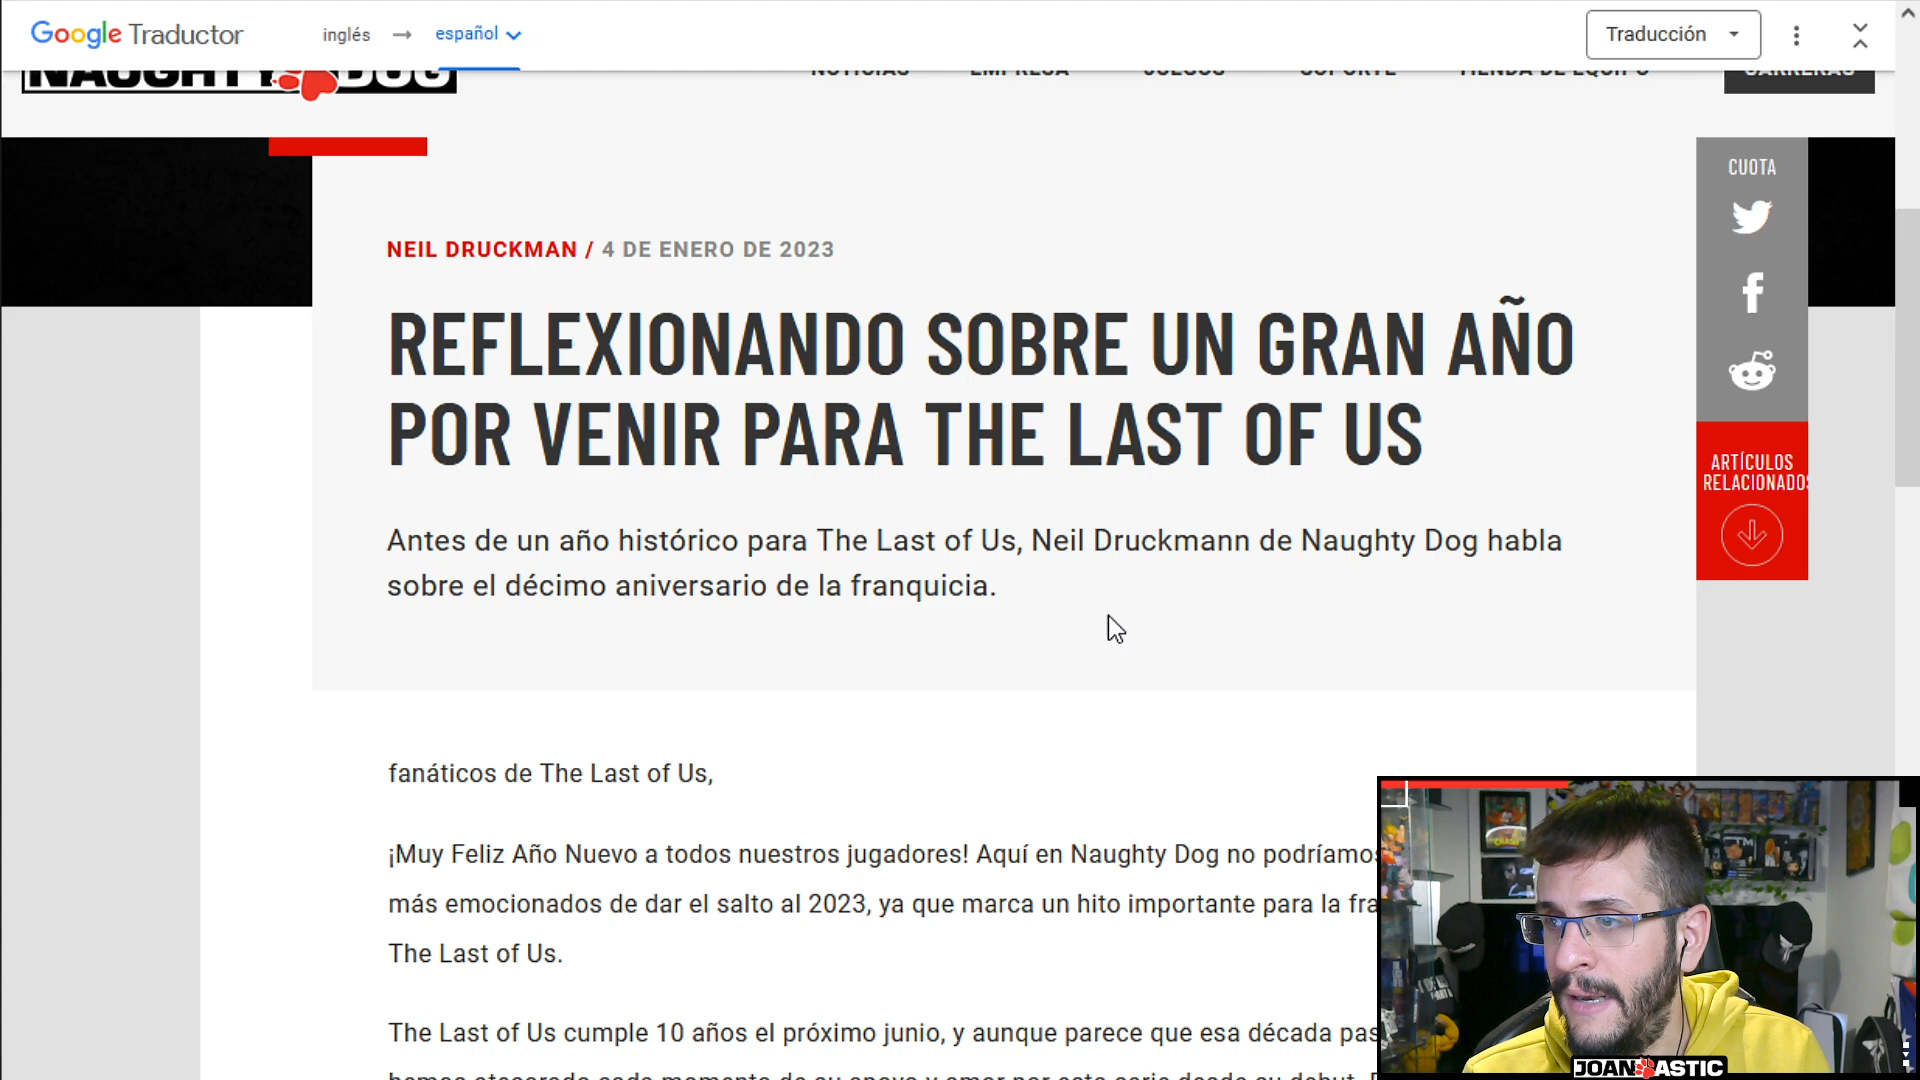 Google Traductor
inglés → español
Traducción
NAUGHTY DOG
NOTICIAS EMPRESA JUEGOS SOPORTE TIENDA DE EQUIPO CARRERAS
CUOTA
NEIL DRUCKMAN / 4 DE ENERO DE 2023
REFLEXIONANDO SOBRE UN GRAN AÑO
POR VENIR PARA THE LAST OF US
ARTÍCULOS
RELACIONADOS
Antes de un año histórico para The Last of Us, Neil Druckmann de Naughty Dog habla
sobre el décimo aniversario de la franquicia.
fanáticos de The Last of Us,
¡Muy Feliz Año Nuevo a todos nuestros jugadores! Aquí en Naughty Dog no podríamos
más emocionados de dar el salto al 2023, ya que marca un hito importante para la fra
The Last of Us.
The Last of Us cumple 10 años el próximo junio, y aunque parece que esa década pas
JOANTASTIC